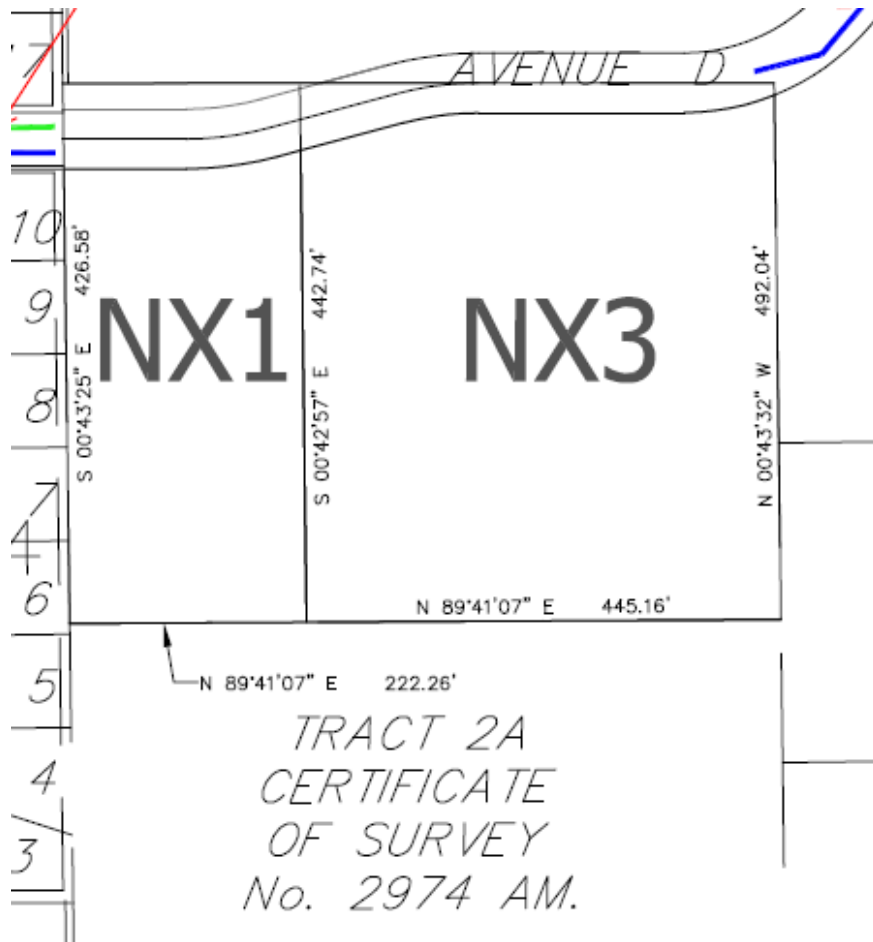 AVENUE D
10
9
8
7
6
5
4
3
S 00°43'25" E 426.58'
NX1
S 00°42'57" E 442.74'
NX3
N 00°43'32" W 492.04'
N 89°41'07" E 445.16'
N 89°41'07" E 222.26'
TRACT 2A
CERTIFICATE
OF SURVEY
No. 2974 AM.